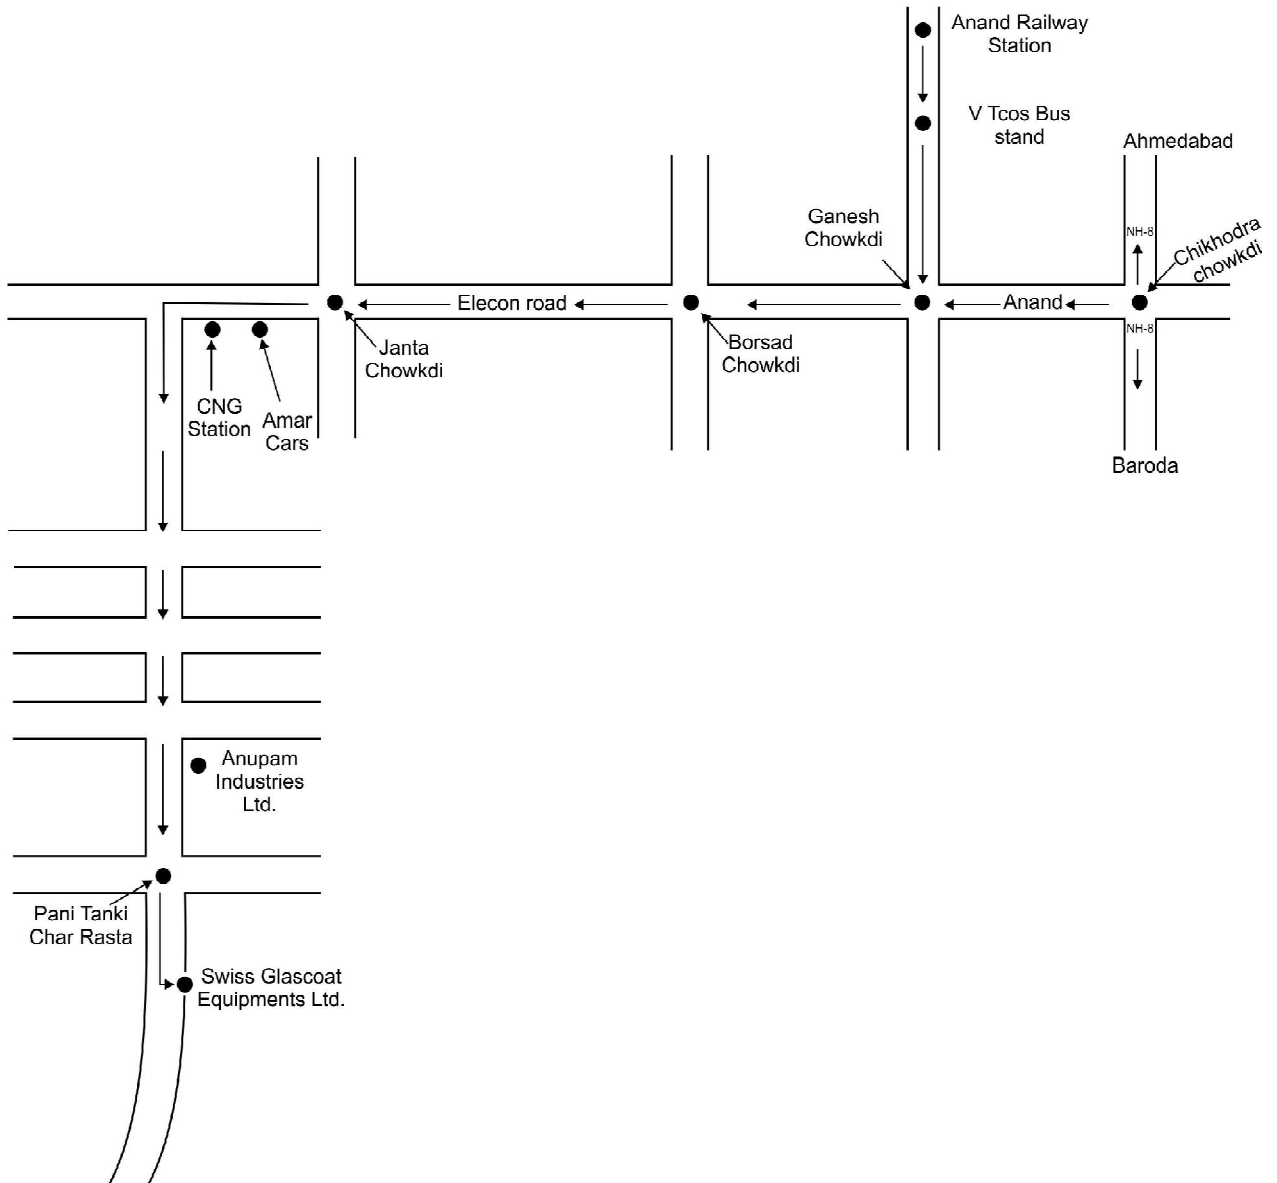 Anand Railway
Station
V Tcos Bus
stand
Ahmedabad
Ganesh
Chowkdi
NH-8
Chikhodra
chowkdi
Elecon road
Anand
NH-8
Janta
Chowkdi
Borsad
Chowkdi
CNG
Station
Amar
Cars
Baroda
Anupam
Industries
Ltd.
Pani Tanki
Char Rasta
Swiss Glascoat
Equipments Ltd.